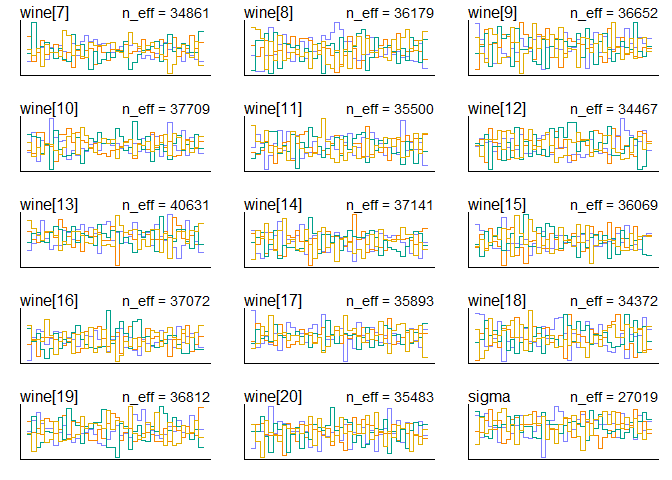 wine[7] n_eff = 34861 wine[8] n_eff = 36179 wine[9] n_eff = 36652
wine[10] n_eff = 37709 wine[11] n_eff = 35500 wine[12] n_eff = 34467
wine[13] n_eff = 40631 wine[14] n_eff = 37141 wine[15] n_eff = 36069
wine[16] n_eff = 37072 wine[17] n_eff = 35893 wine[18] n_eff = 34372
wine[19] n_eff = 36812 wine[20] n_eff = 35483 sigma n_eff = 27019